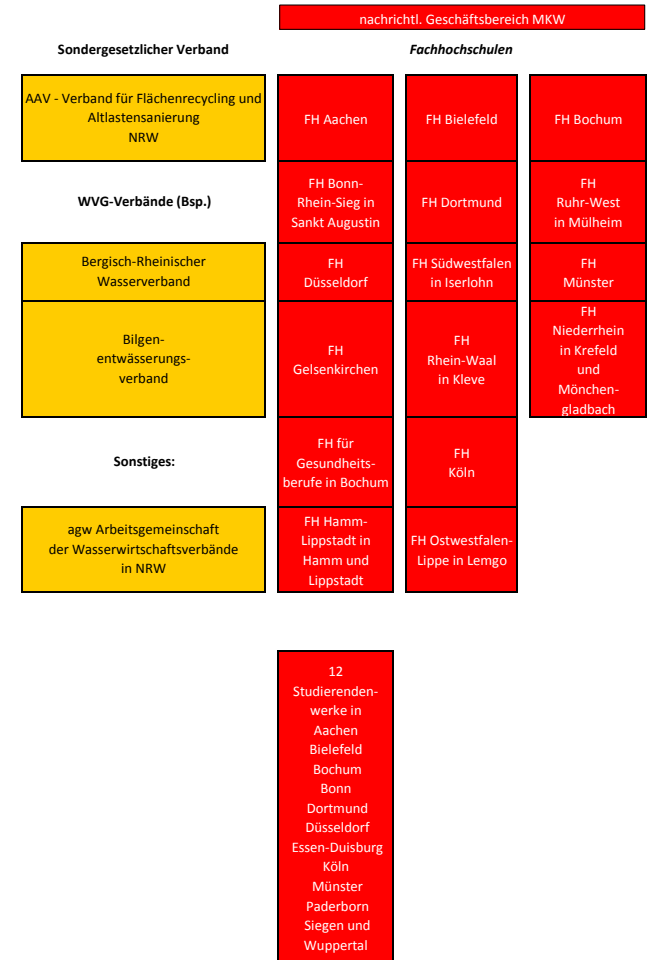 nachrichtl. Geschäftsbereich MKW
Sondergesetzlicher Verband
Fachhochschulen
AAV - Verband für Flächenrecycling und
Altlastensanierung
NRW
FH Aachen
FH Bielefeld
FH Bochum
WVG-Verbände (Bsp.)
FH Bonn-
Rhein-Sieg in
Sankt Augustin
FH Dortmund
FH
Ruhr-West
in Mülheim
Bergisch-Rheinischer
Wasserverband
FH
Düsseldorf
FH Südwestfalen
in Iserlohn
FH
Münster
Bilgen-
entwässerungs-
verband
FH
Gelsenkirchen
FH
Rhein-Waal
in Kleve
FH
Niederrhein
in Krefeld
und
Mönchen-
gladbach
Sonstiges:
FH für
Gesundheits-
berufe in Bochum
FH
Köln
agw Arbeitsgemeinschaft
der Wasserwirtschaftsverbände
in NRW
FH Hamm-
Lippstadt in
Hamm und
Lippstadt
FH Ostwestfalen-
Lippe in Lemgo
12
Studierenden-
werke in
Aachen
Bielefeld
Bochum
Bonn
Dortmund
Düsseldorf
Essen-Duisburg
Köln
Münster
Paderborn
Siegen und
Wuppertal